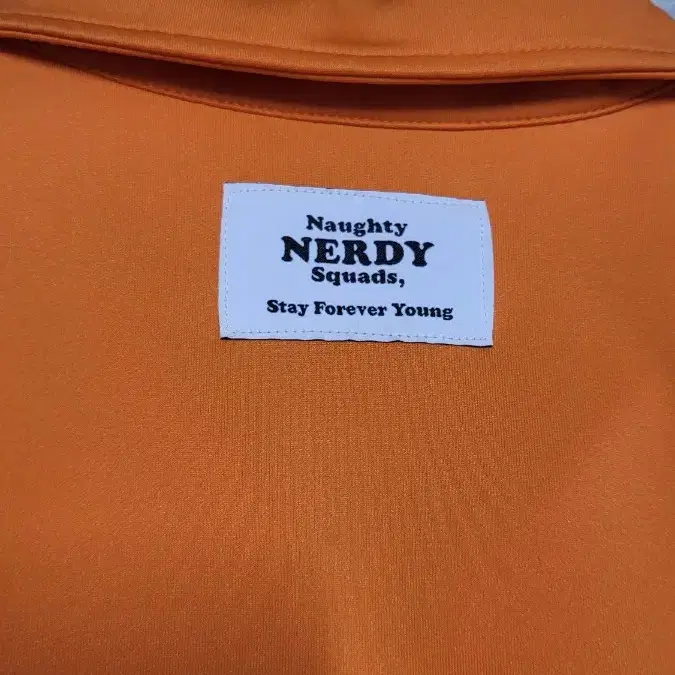 Naughty
NERDY
Squads,
Stay Forever Young